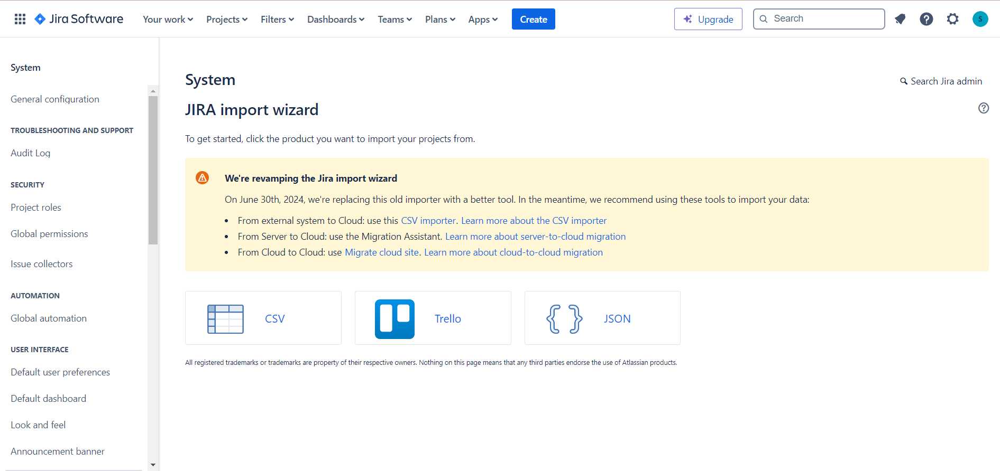 Jira Software
Your work
Projects
Filters
Dashboards
Teams
Plans
Apps
Create
Upgrade
Search
S
System
General configuration
TROUBLESHOOTING AND SUPPORT
Audit Log
SECURITY
Project roles
Global permissions
Issue collectors
AUTOMATION
Global automation
USER INTERFACE
Default user preferences
Default dashboard
Look and feel
Announcement banner
System
Search Jira admin
JIRA import wizard
To get started, click the product you want to import your projects from.
We're revamping the Jira import wizard
On June 30th, 2024, we're replacing this old importer with a better tool. In the meantime, we recommend using these tools to import your data:
• From external system to Cloud: use this CSV importer. Learn more about the CSV importer
• From Server to Cloud: use the Migration Assistant. Learn more about server-to-cloud migration
• From Cloud to Cloud: use Migrate cloud site. Learn more about cloud-to-cloud migration
CSV
Trello
JSON
All registered trademarks or trademarks are property of their respective owners. Nothing on this page means that any third parties endorse the use of Atlassian products.